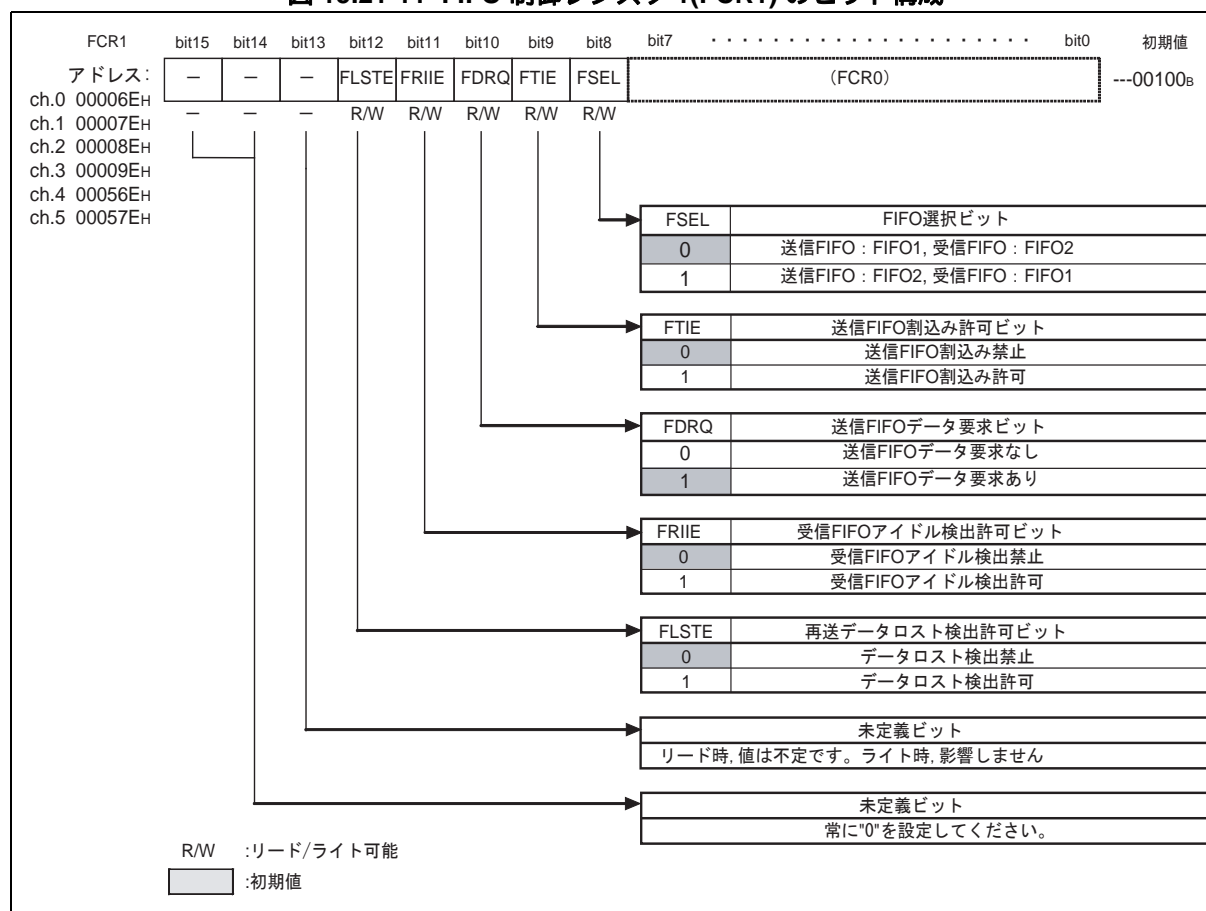 FCR1 bit15 bit14 bit13 bit12 bit11 bit10 bit9 bit8 bit7 ・・・・・・・・・・・・・・・・・・・・・・ bit0 初期値
アドレス: － － － FLSTE FRIIE FDRQ FTIE FSEL (FCR0) ---00100B
ch.0 00006EH
－ － － R/W R/W R/W R/W R/W
ch.1 00007EH
ch.2 00008EH
ch.3 00009EH
ch.4 00056EH
ch.5 00057EH
FSEL FIFO選択ビット
0 送信FIFO：FIFO1, 受信FIFO：FIFO2
1 送信FIFO：FIFO2, 受信FIFO：FIFO1
FTIE 送信FIFO割込み許可ビット
0 送信FIFO割込み禁止
1 送信FIFO割込み許可
FDRQ 送信FIFOデータ要求ビット
0 送信FIFOデータ要求なし
1 送信FIFOデータ要求あり
FRIIE 受信FIFOアイドル検出許可ビット
0 受信FIFOアイドル検出禁止
1 受信FIFOアイドル検出許可
FLSTE 再送データロスト検出許可ビット
0 データロスト検出禁止
1 データロスト検出許可
未定義ビット
リード時, 値は不定です。ライト時, 影響しません
未定義ビット
常に"0"を設定してください。
R/W :リード/ライト可能
:初期値